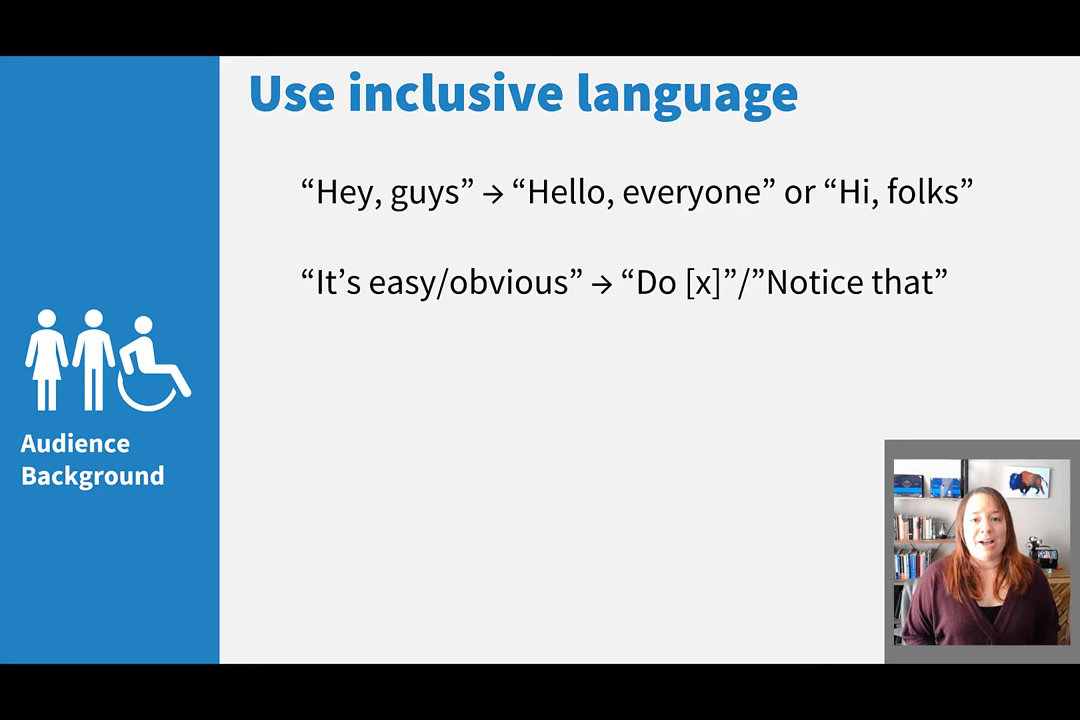 Use inclusive language
“Hey, guys” → “Hello, everyone” or “Hi, folks”
“It’s easy/obvious” → “Do [x]”/”Notice that”
Audience
Background